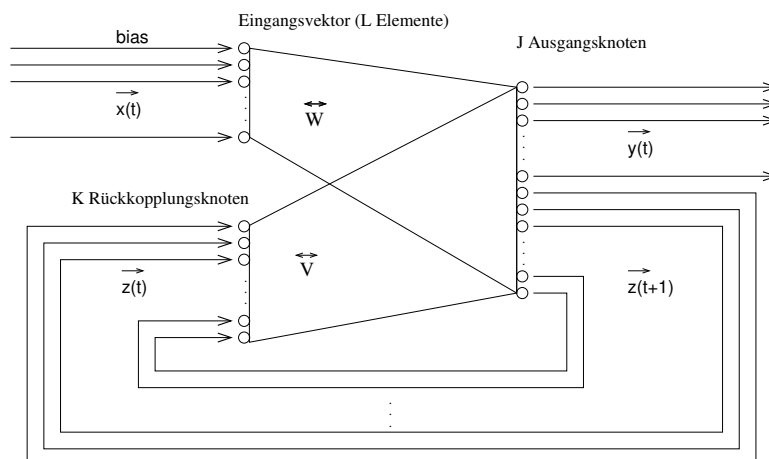 Eingangsvektor (L Elemente)
bias
J Ausgangsknoten
x(t)
W
y(t)
K Rückkopplungsknoten
z(t)
V
z(t+1)